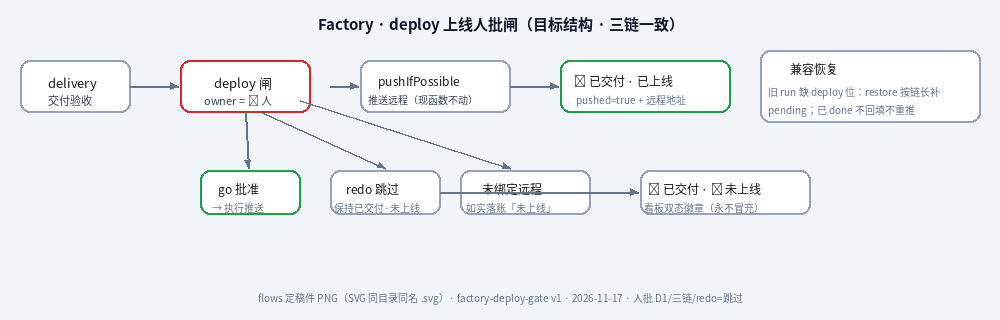 Factory · deploy 上线人批闸（目标结构 · 三链一致）
delivery
交付验收
deploy 闸
owner = 人
pushIfPossible
推送远程（现函数不动）
已交付 · 已上线
pushed=true + 远程地址
兼容恢复
旧 run 缺 deploy 位：restore 按链长补
pending；已 done 不回填不重推
go 批准
→ 执行推送
redo 跳过
保持已交付 · 未上线
未绑定远程
如实落账「未上线」
已交付 · 未上线
看板双态徽章（永不冒充）
flows 定稿件 PNG（SVG 同目录同名 .svg） · factory-deploy-gate v1 · 2026-11-17 · 人批 D1/三链/redo=跳过